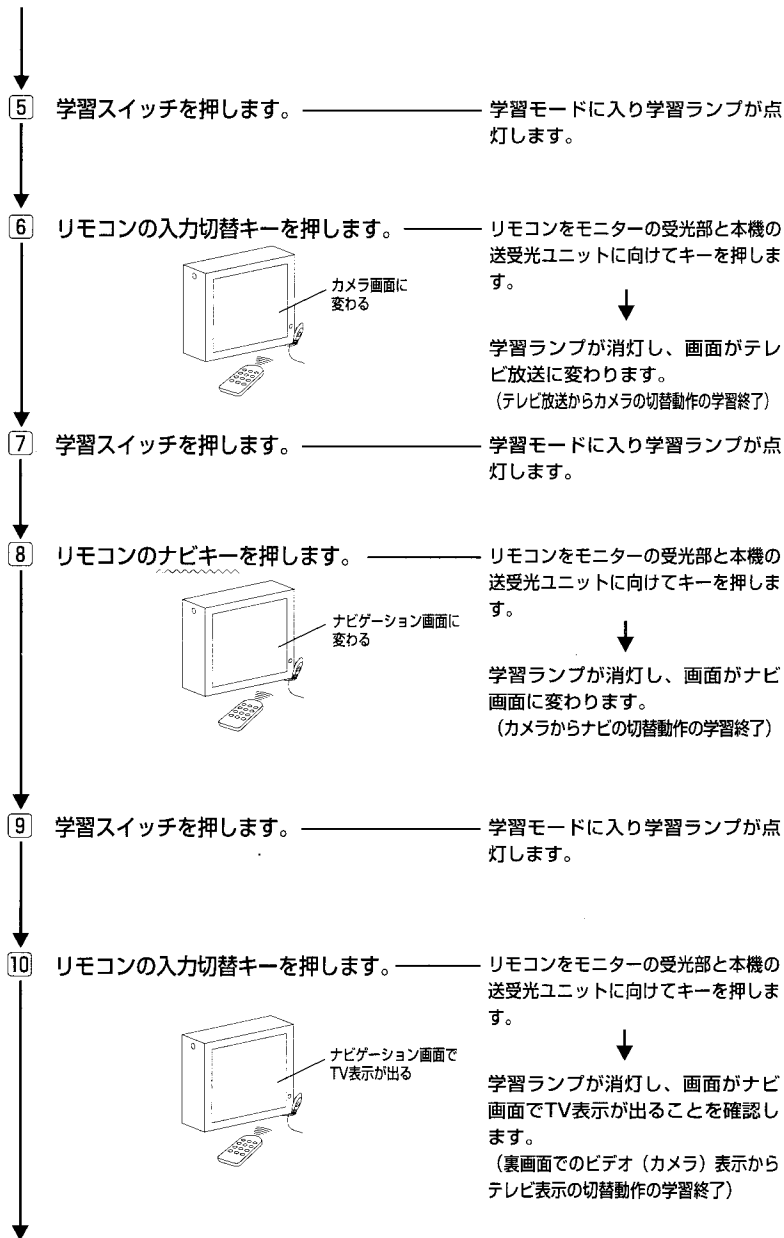 5 学習スイッチを押します。
学習モードに入り学習ランプが点
灯します。
6 リモコンの入力切替キーを押します。
リモコンをモニターの受光部と本機の
送受光ユニットに向けてキーを押しま
す。
カメラ画面に
変わる
学習ランプが消灯し、画面がテレ
ビ放送に変わります。
（テレビ放送からカメラの切替動作の学習終了）
7 学習スイッチを押します。
学習モードに入り学習ランプが点
灯します。
8 リモコンのナビキーを押します。
リモコンをモニターの受光部と本機の
送受光ユニットに向けてキーを押しま
す。
ナビゲーション画面に
変わる
学習ランプが消灯し、画面がナビ
画面に変わります。
（カメラからナビの切替動作の学習終了）
9 学習スイッチを押します。
学習モードに入り学習ランプが点
灯します。
10 リモコンの入力切替キーを押します。
リモコンをモニターの受光部と本機の
送受光ユニットに向けてキーを押しま
す。
ナビゲーション画面で
TV表示が出る
学習ランプが消灯し、画面がナビ
画面でTV表示が出ることを確認し
ます。
（裏画面でのビデオ（カメラ）表示から
テレビ表示の切替動作の学習終了）